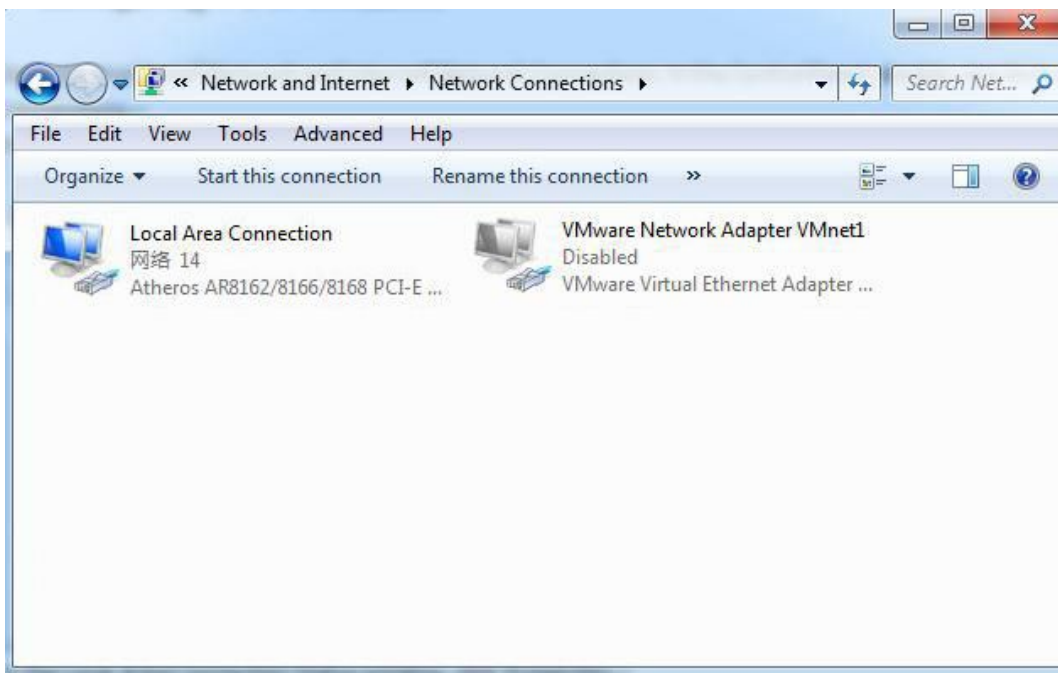 « Network and Internet ▸ Network Connections ▸ Search Net...
File Edit View Tools Advanced Help
Organize ▾ Start this connection Rename this connection »
Local Area Connection
网络 14
Atheros AR8162/8166/8168 PCI-E ...
VMware Network Adapter VMnet1
Disabled
VMware Virtual Ethernet Adapter ...